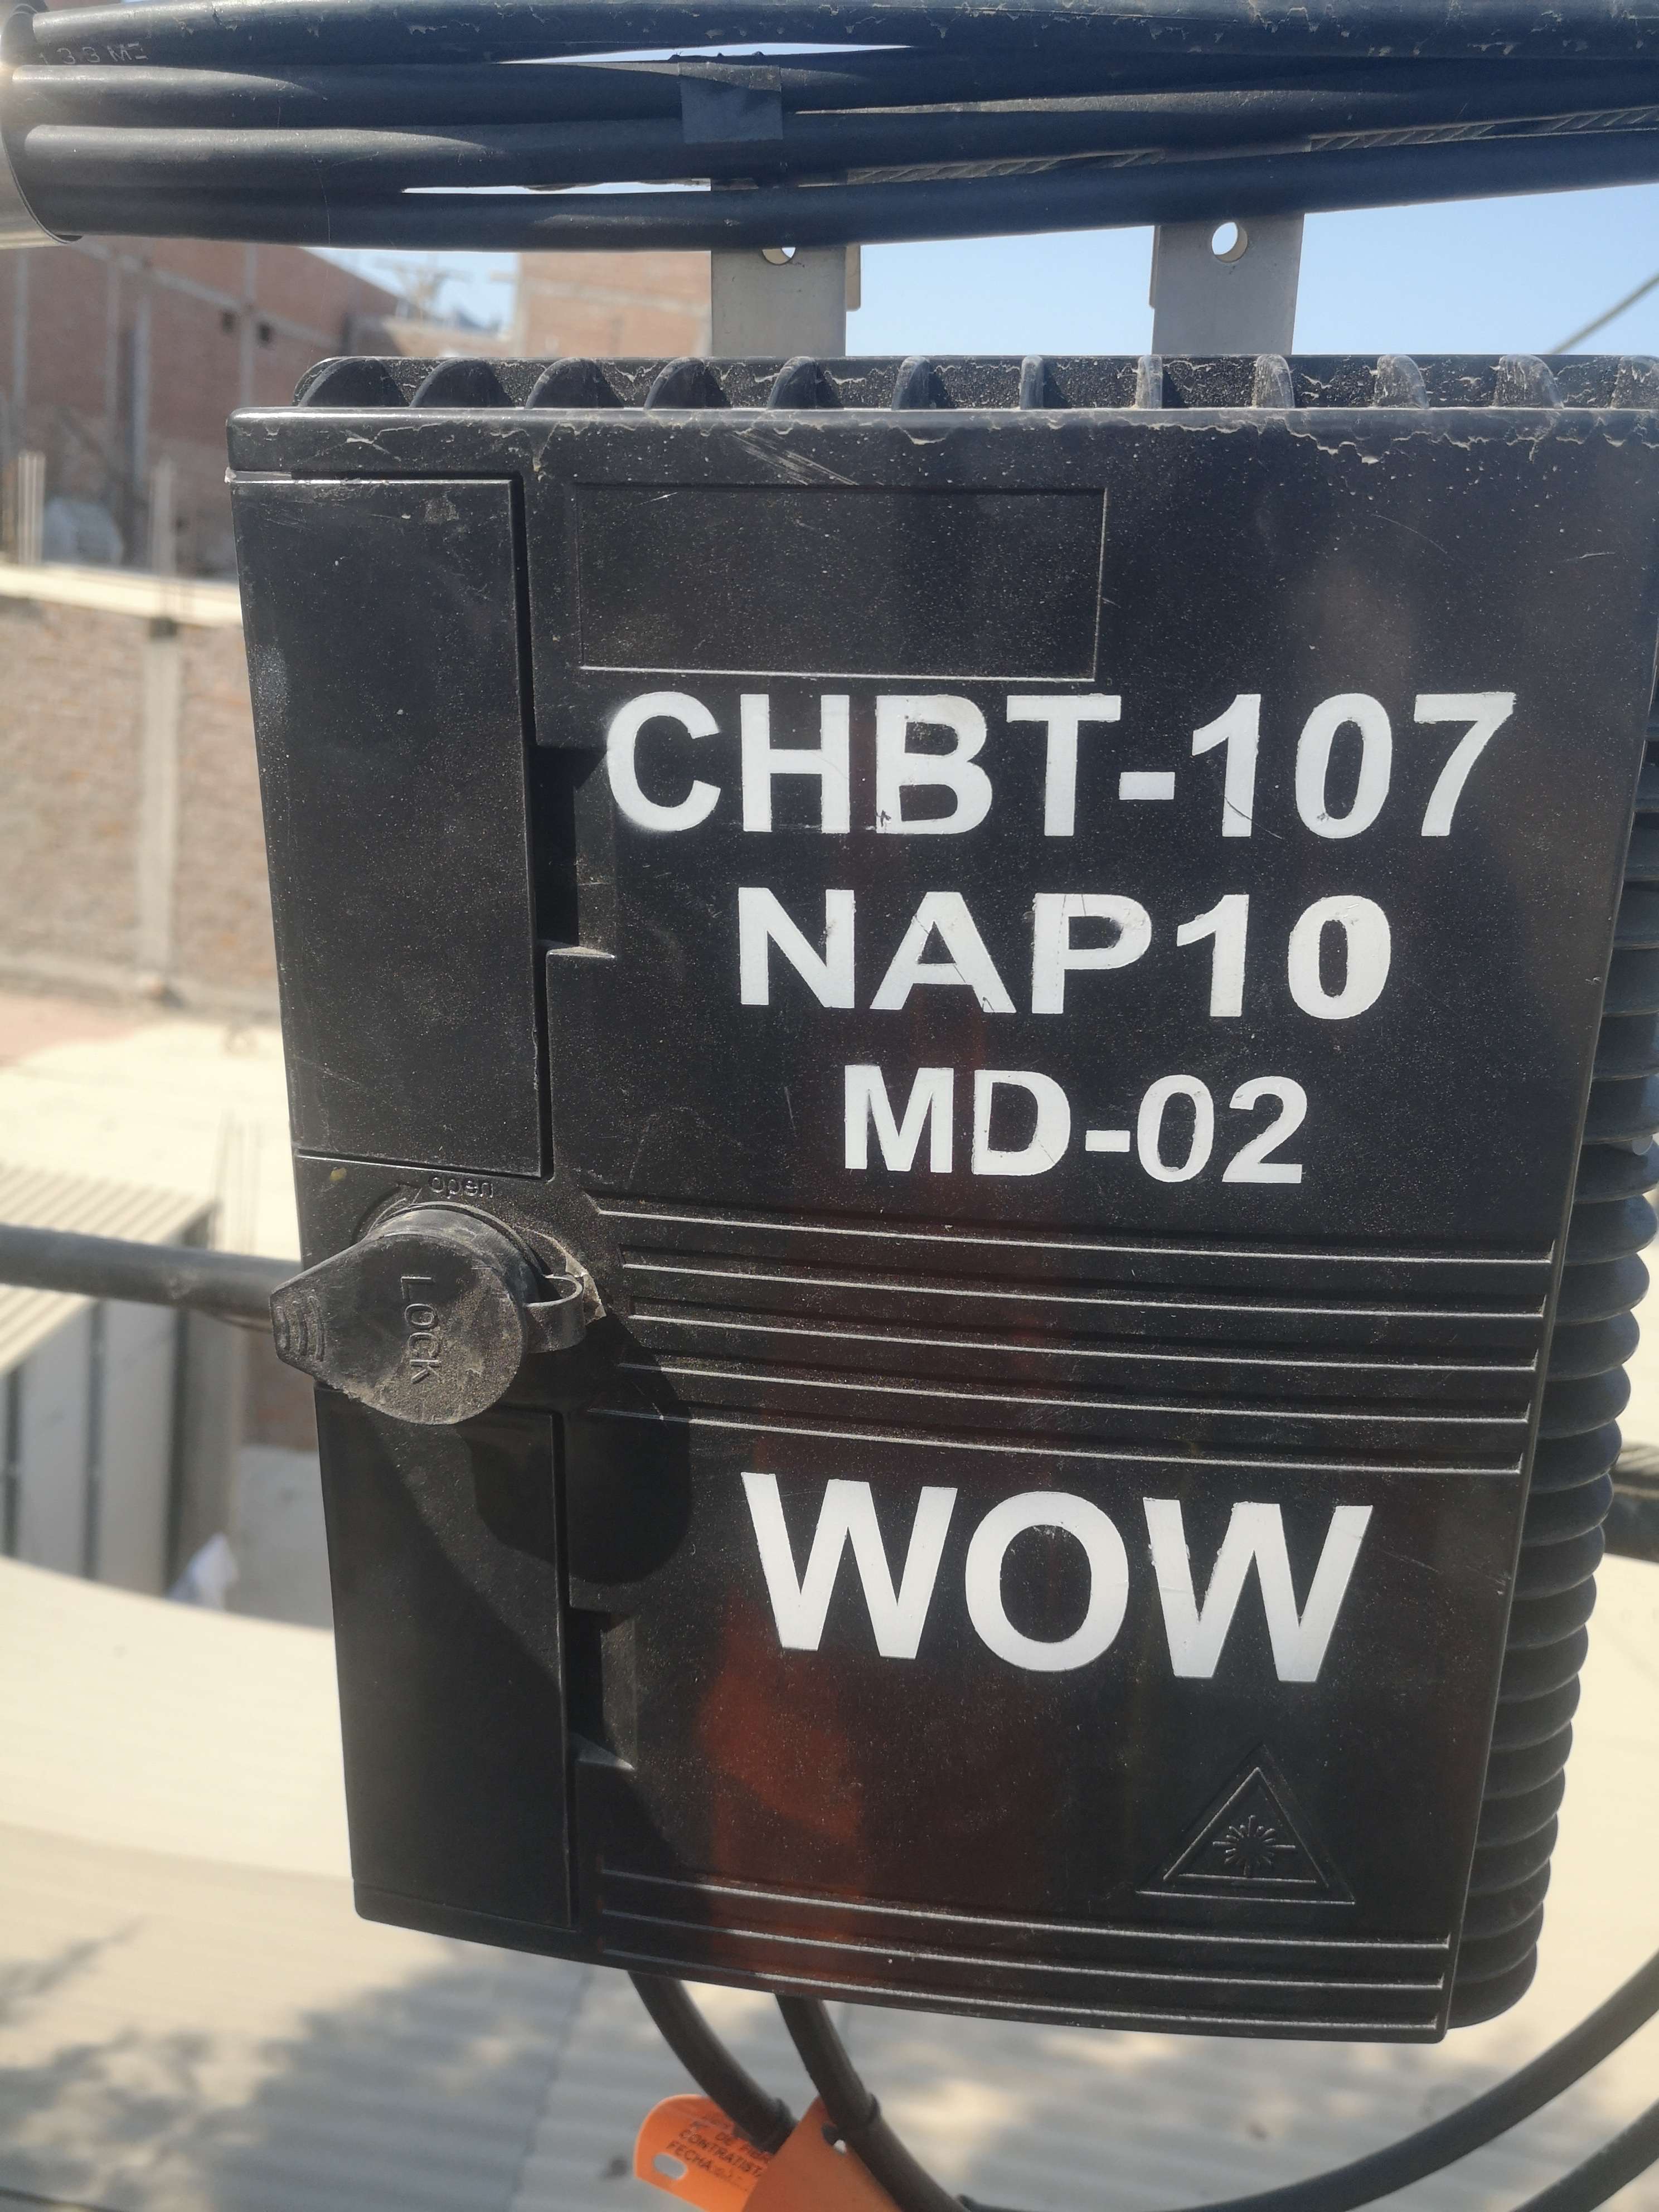 CHBT-107
NAP10
MD-02
open
LOCK
WOW
CONTRATISTA
FECHA